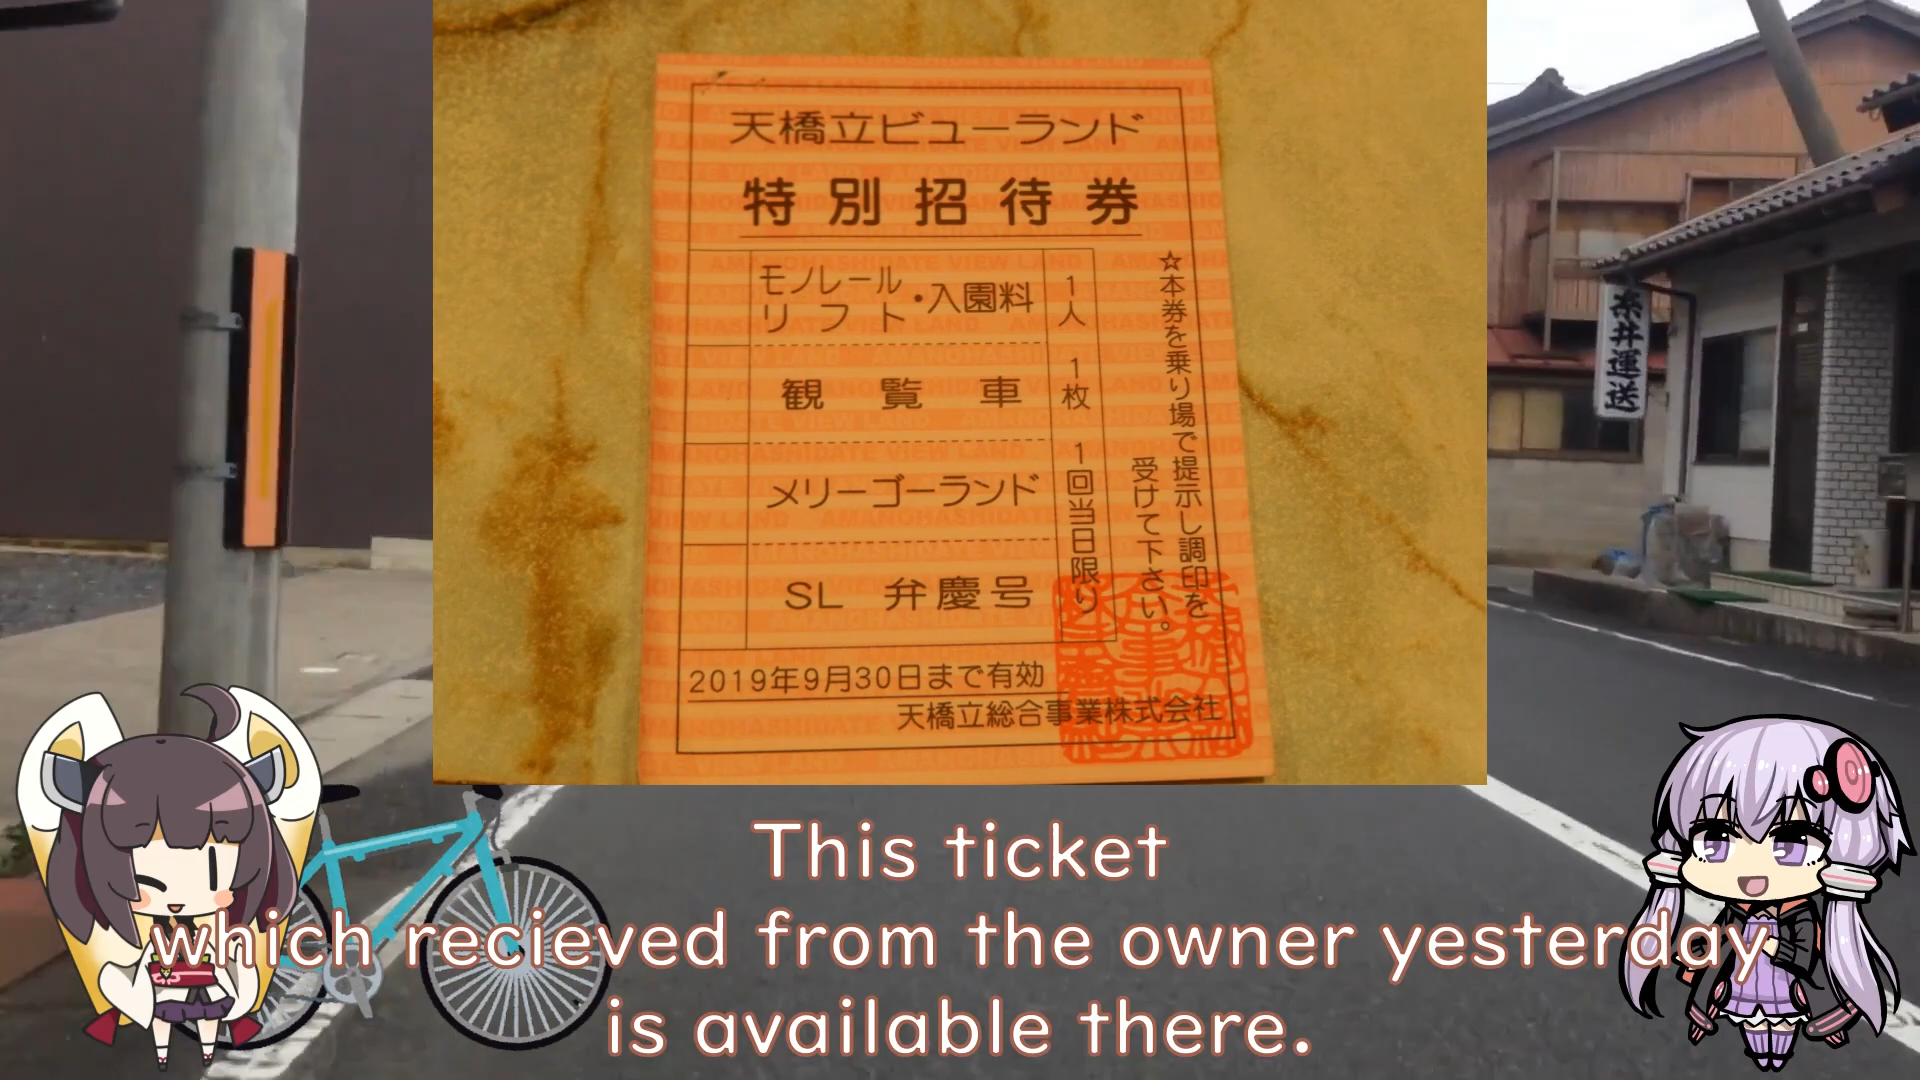 天橋立ビューランド
特別招待券
モノレール
リフト・入園料
観覧車
メリーゴーランド
SL 弁慶号
1人 1枚 1回当日限り
☆本券を乗り場で提示し調印を
受けて下さい。
2019年9月30日まで有効
天橋立総合事業株式会社
糸井運送
This ticket
which recieved from the owner yesterday
is available there.